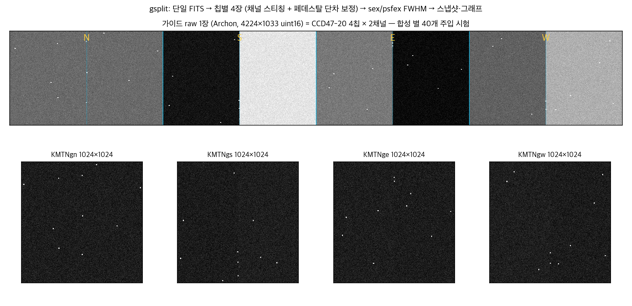 gsplit: 단일 FITS → 칩별 4장 (채널 스티칭 + 페데스탈 단차 보정) → sex/psfex FWHM → 스냅샷·그래프
가이드 raw 1장 (Archon, 4224×1033 uint16) = CCD47-20 4칩 × 2채널 — 합성 별 40개 주입 시험
N S E W
KMTNgn 1024×1024 KMTNgs 1024×1024 KMTNge 1024×1024 KMTNgw 1024×1024